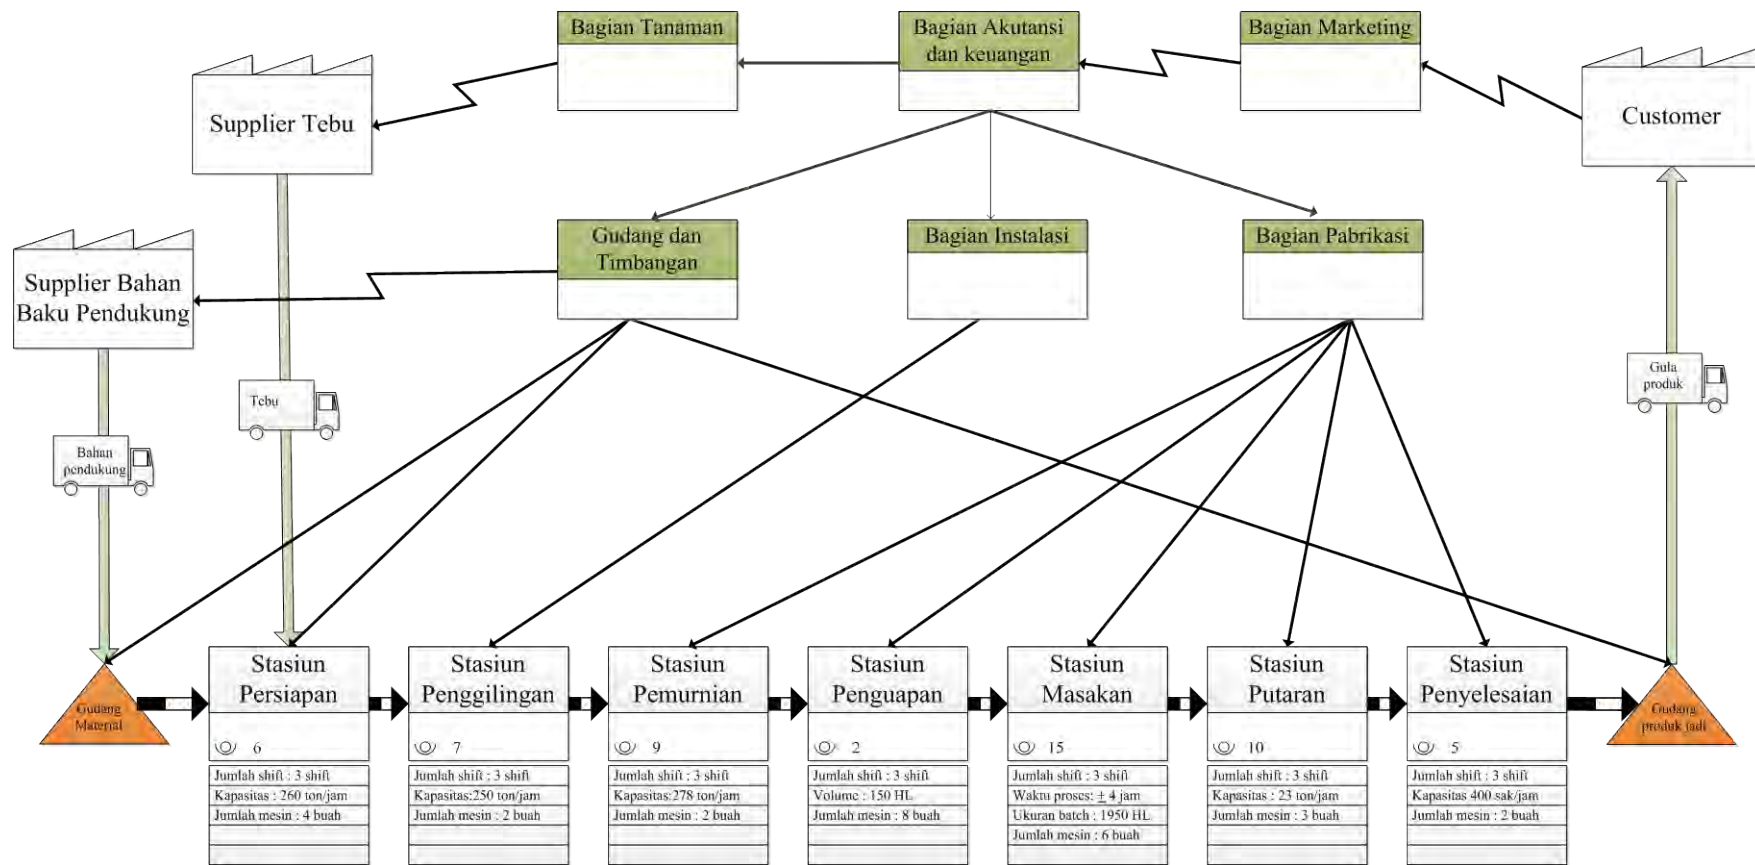 Bagian Tanaman
Bagian Akutansi
dan keuangan
Bagian Marketing
Supplier Tebu
Customer
Gudang dan
Timbangan
Bagian Instalasi
Bagian Pabrikasi
Supplier Bahan
Baku Pendukung
Tebu
Gula
produk
Bahan
pendukung
Gudang
Material
Stasiun
Persiapan
6
Jumlah shift : 3 shift
Kapasitas : 260 ton/jam
Jumlah mesin : 4 buah
Stasiun
Penggilingan
7
Jumlah shift : 3 shift
Kapasitas:250 ton/jam
Jumlah mesin : 2 buah
Stasiun
Pemurnian
9
Jumlah shift : 3 shift
Kapasitas:278 ton/jam
Jumlah mesin : 2 buah
Stasiun
Penguapan
2
Jumlah shift : 3 shift
Volume : 150 HL
Jumlah mesin : 8 buah
Stasiun
Masakan
15
Jumlah shift : 3 shift
Waktu proses: ± 4 jam
Ukuran batch : 1950 HL
Jumlah mesin : 6 buah
Stasiun
Putaran
10
Jumlah shift : 3 shift
Kapasitas : 23 ton/jam
Jumlah mesin : 3 buah
Stasiun
Penyelesaian
5
Jumlah shift : 3 shift
Kapasitas 400 sak/jam
Jumlah mesin : 2 buah
Gudang
produk jadi